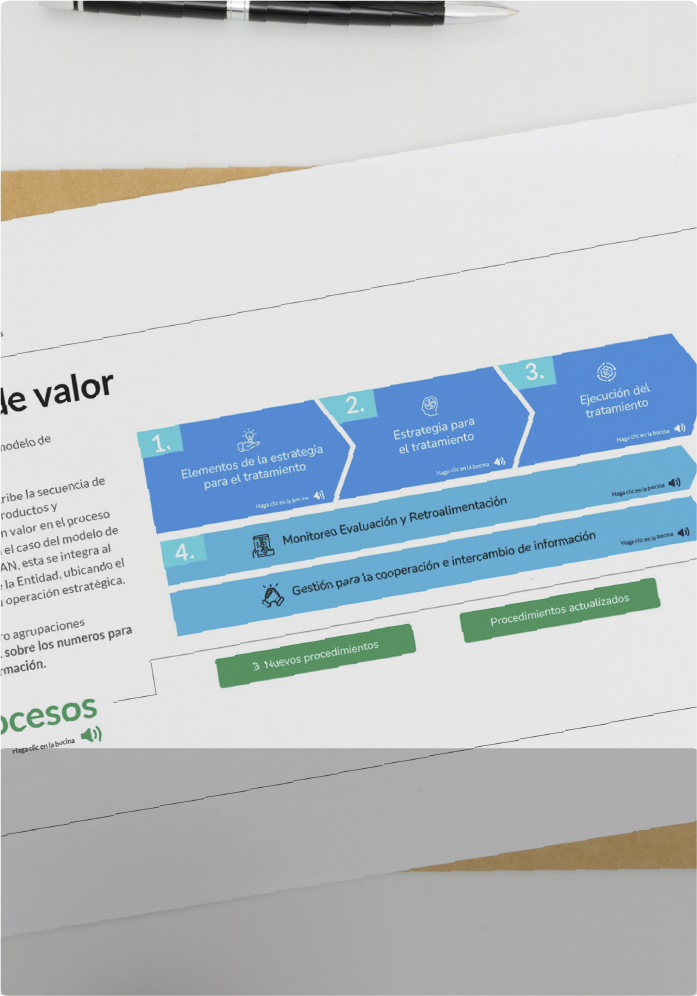 s
de valor
modelo de
ribe la secuencia de
roductos y
n valor en el proceso
el caso del modelo de
AN, esta se integra al
la Entidad, ubicando el
operación estratégica.
ro agrupaciones
sobre los numeros para
rmación.
ocesos
Haga clic en la bocina
1.
Elementos de la estrategia
para el tratamiento
Haga clic en la bocina
2.
Estrategia para
el tratamiento
Haga clic en la bocina
3.
Ejecución del
tratamiento
Haga clic en la bocina
4.
Monitoreo Evaluación y Retroalimentación
Haga clic en la bocina
Gestión para la cooperación e intercambio de información
Haga clic en la bocina
3 Nuevos procedimientos
Procedimientos actualizados